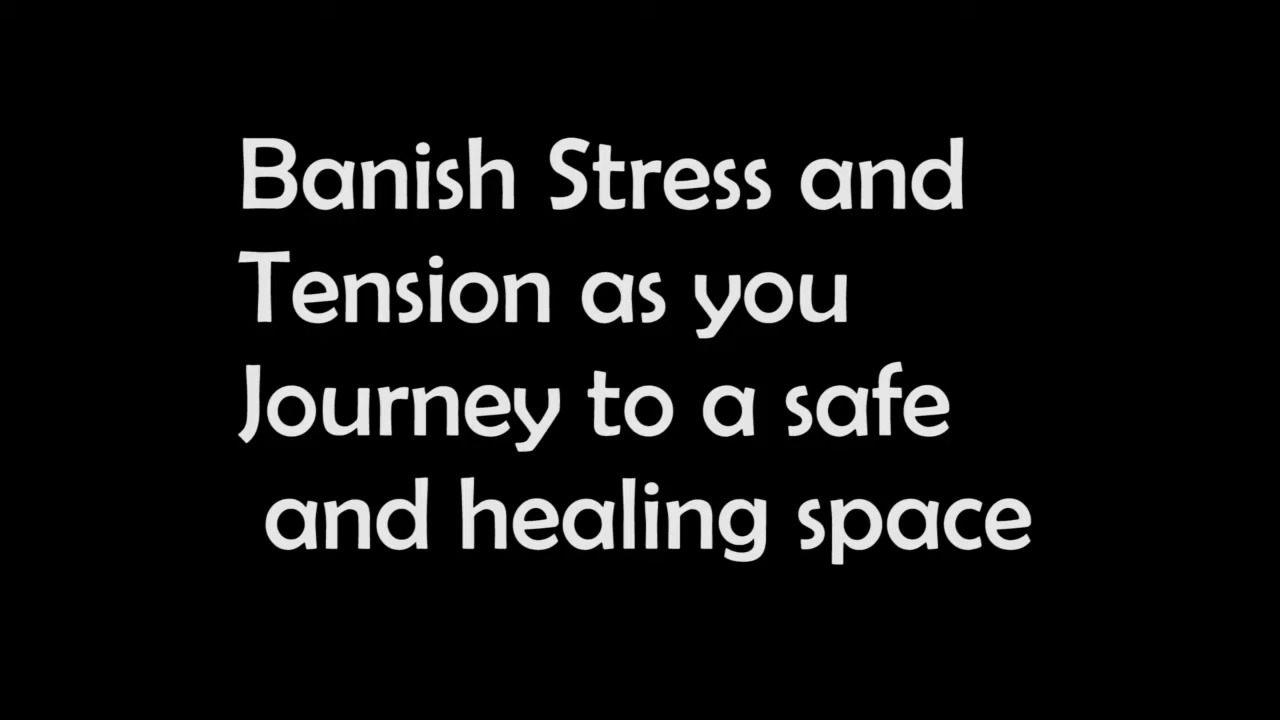 Banish Stress and
Tension as you
Journey to a safe
and healing space